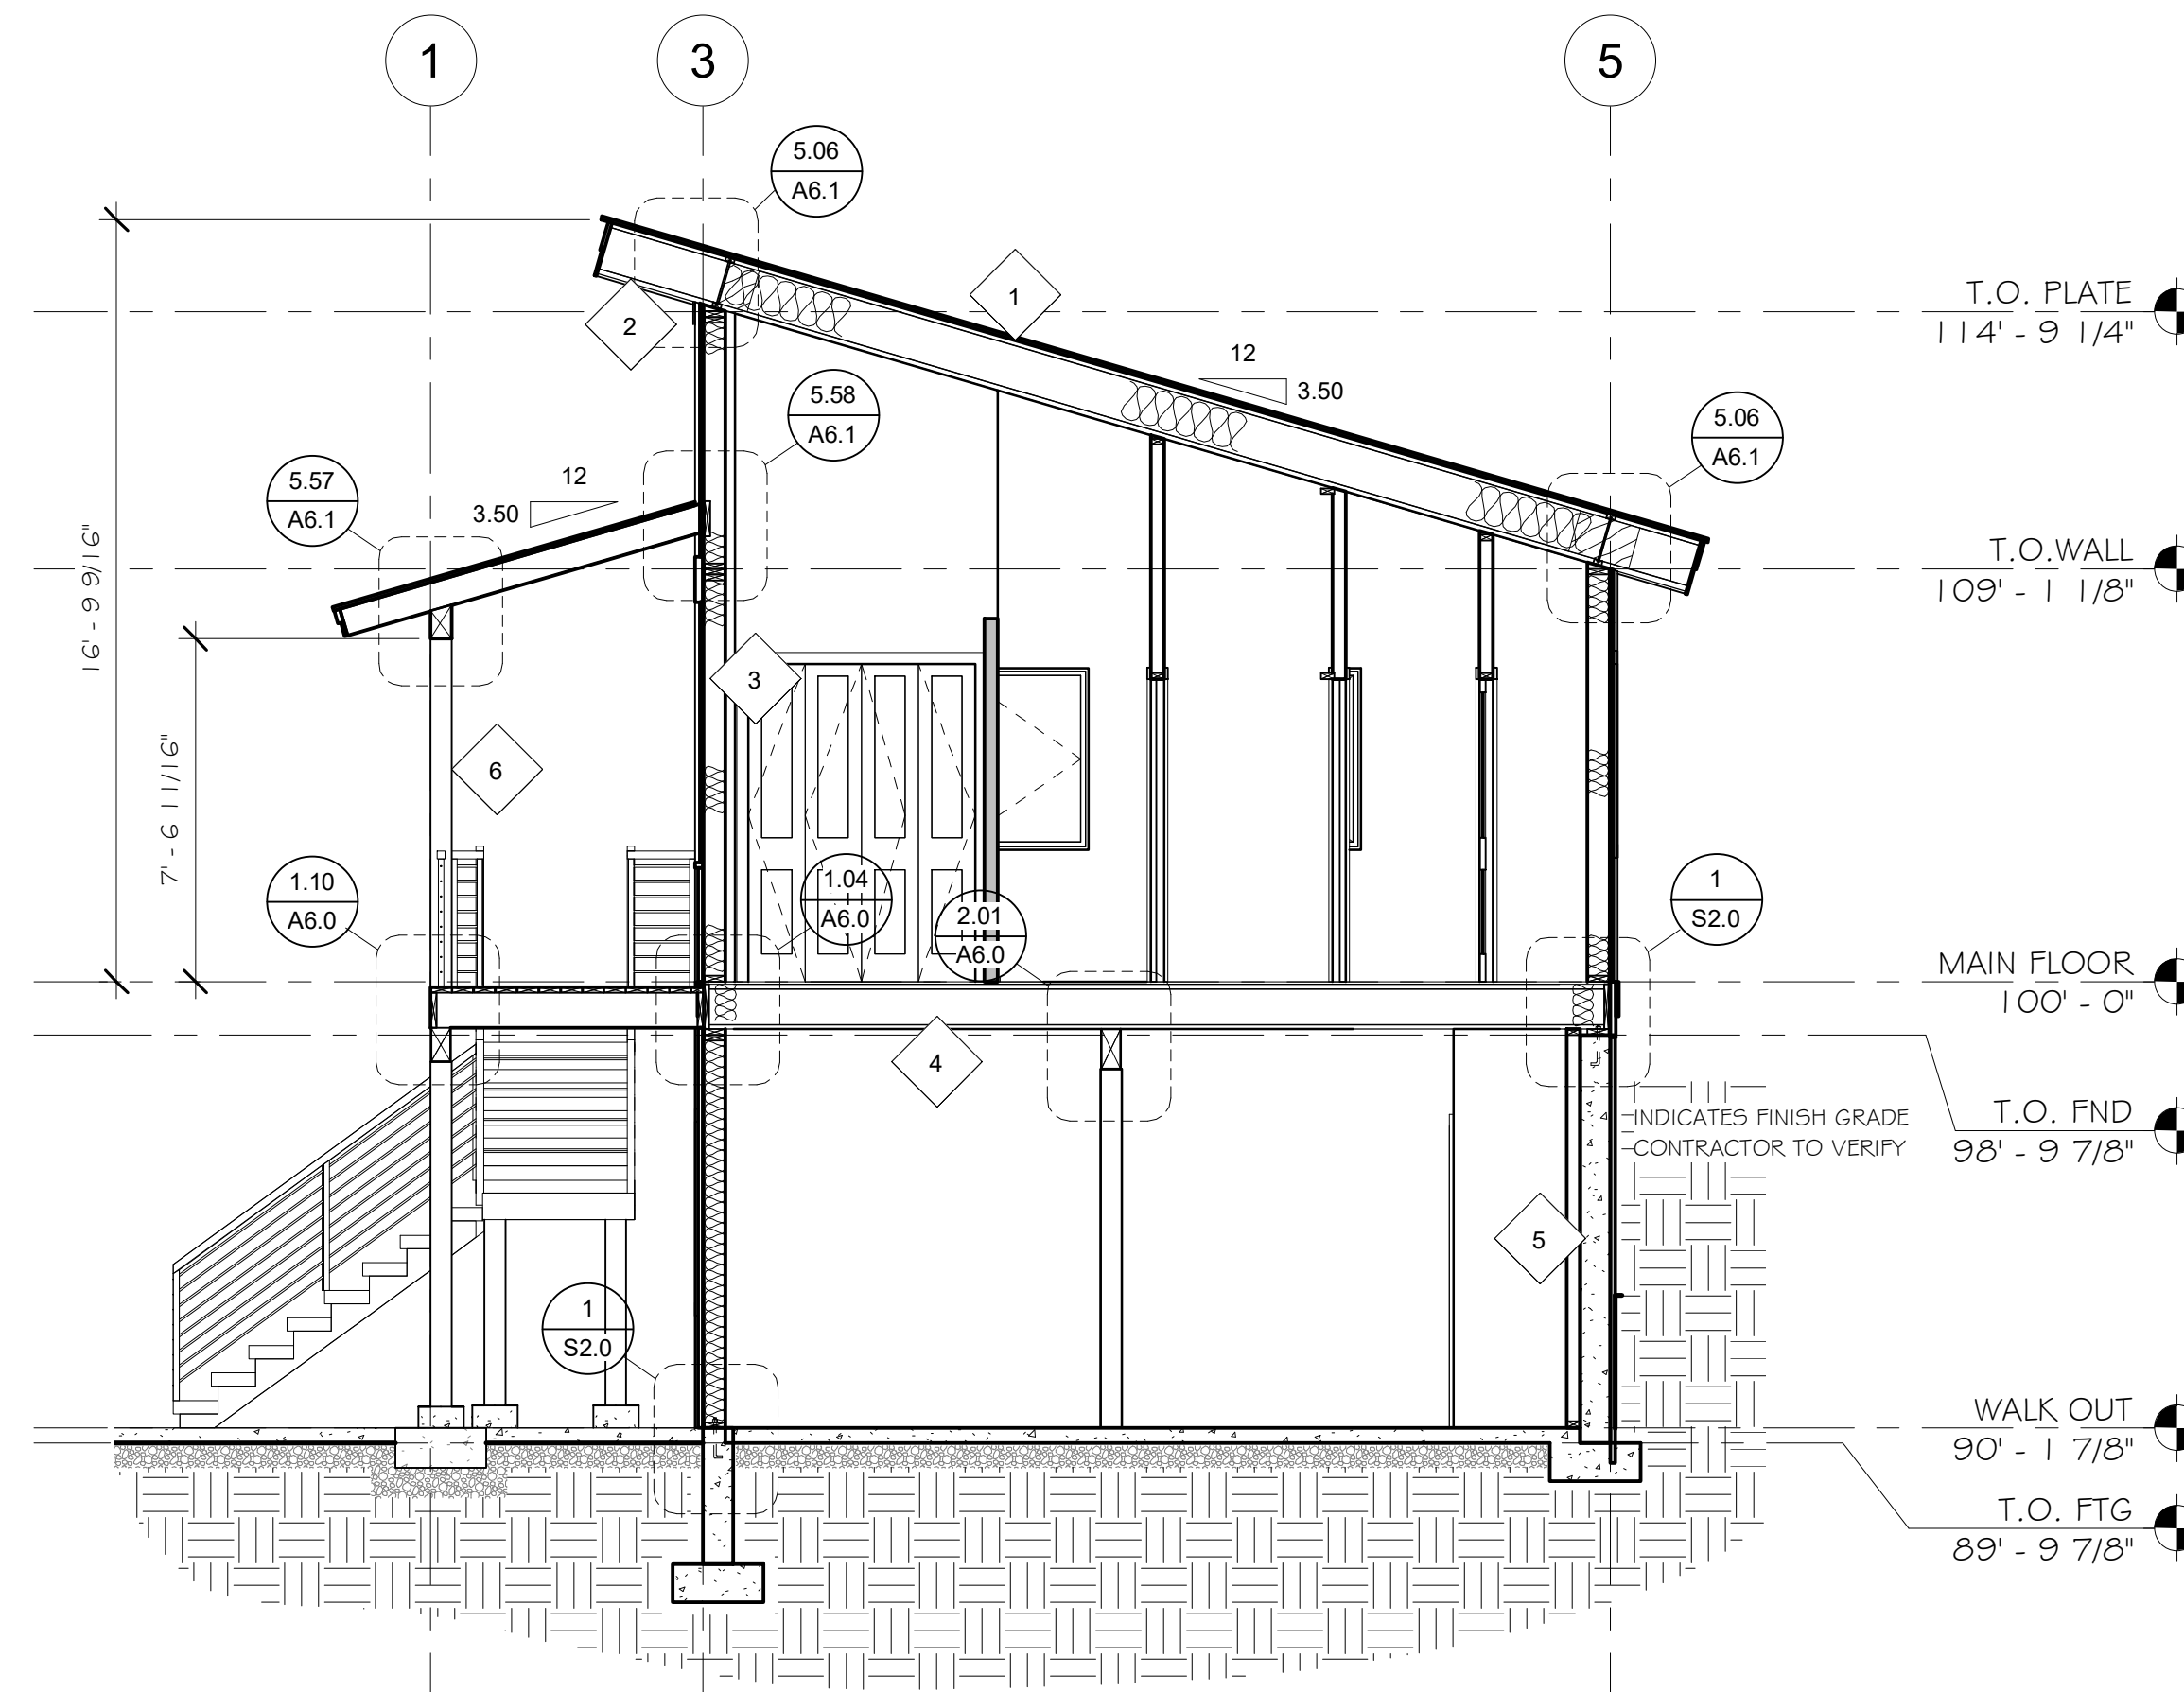 1
3
5
5.06
A6.1
1
2
12
3.50
T.O. PLATE
114' - 9 1/4"
5.58
A6.1
5.06
A6.1
5.57
A6.1
12
3.50
T.O.WALL
109' - 1 1/8"
16' - 9 9/16"
7' - 6 11/16"
3
6
1.10
A6.0
1.04
A6.0
2.01
A6.0
1
S2.0
MAIN FLOOR
100' - 0"
4
INDICATES FINISH GRADE
CONTRACTOR TO VERIFY
T.O. FND
98' - 9 7/8"
5
1
S2.0
WALK OUT
90' - 1 7/8"
T.O. FTG
89' - 9 7/8"